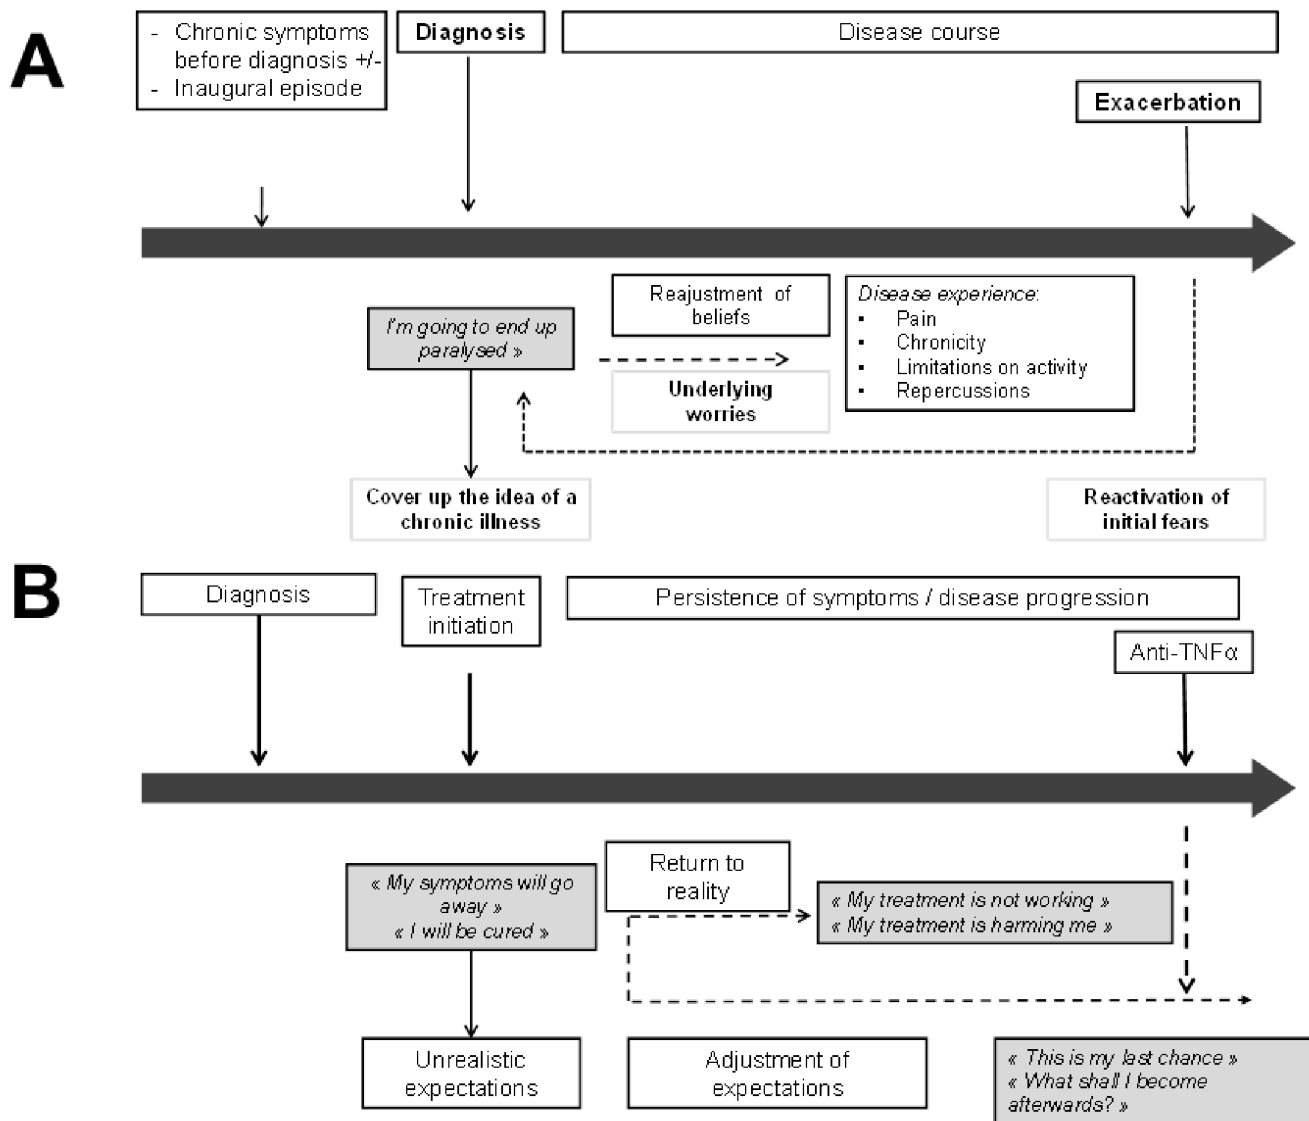 A
- Chronic symptoms
before diagnosis +/-
- Inaugural episode
Diagnosis
Disease course
Exacerbation
I'm going to end up
paralysed »
Reajustment of
beliefs
Underlying
worries
Disease experience:
▪ Pain
▪ Chronicity
▪ Limitations on activity
▪ Repercussions
Cover up the idea of a
chronic illness
Reactivation of
initial fears
B
Diagnosis
Treatment
initiation
Persistence of symptoms / disease progression
Anti-TNFα
« My symptoms will go
away »
« I will be cured »
Return to
reality
« My treatment is not working »
« My treatment is harming me »
Unrealistic
expectations
Adjustment of
expectations
« This is my last chance »
« What shall I become
afterwards? »